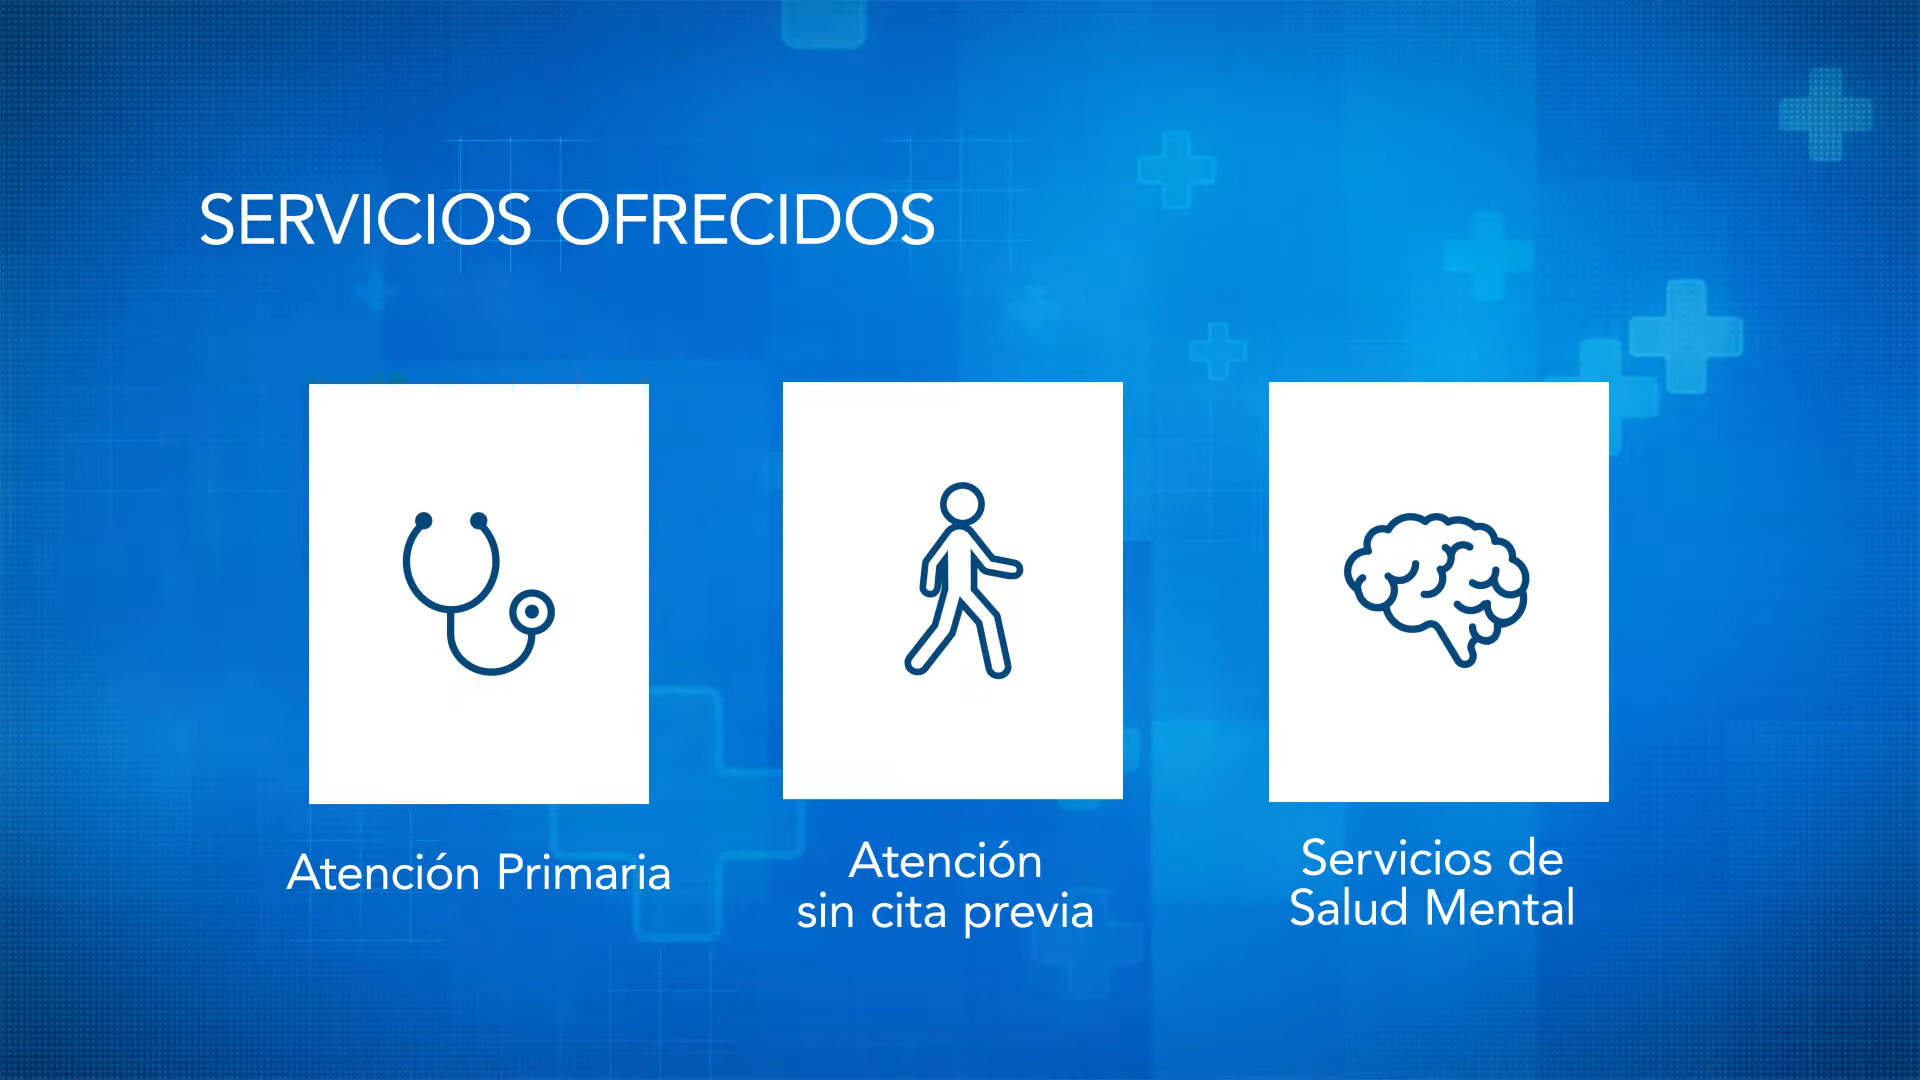 SERVICIOS OFRECIDOS
Atención Primaria
Atención
sin cita previa
Servicios de
Salud Mental